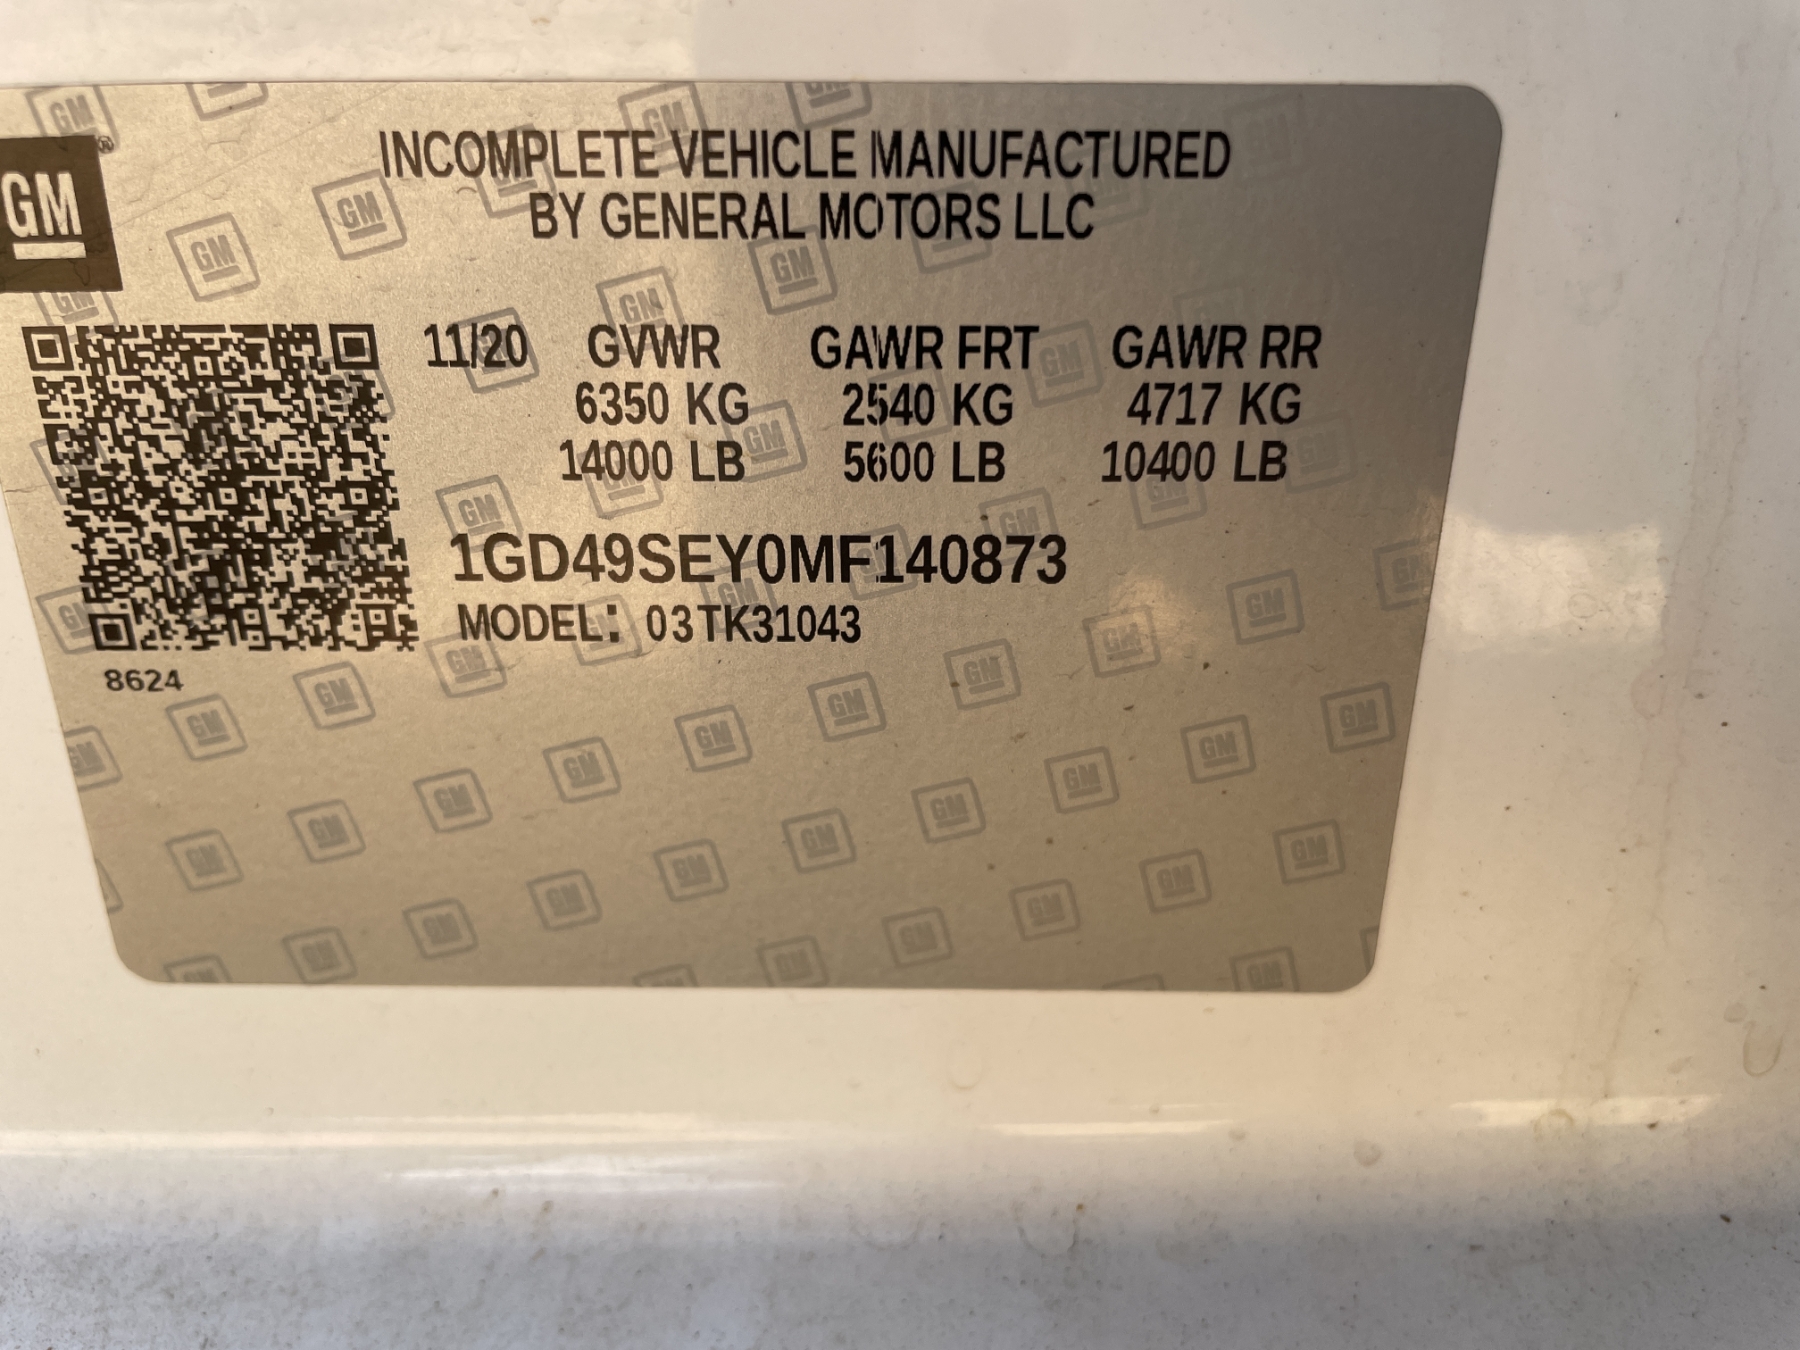 GM
INCOMPLETE VEHICLE MANUFACTURED
BY GENERAL MOTORS LLC
11/20 GVWR GAWR FRT GAWR RR
6350 KG 2540 KG 4717 KG
14000 LB 5600 LB 10400 LB
1GD49SEY0MF140873
MODEL: 03TK31043
8624